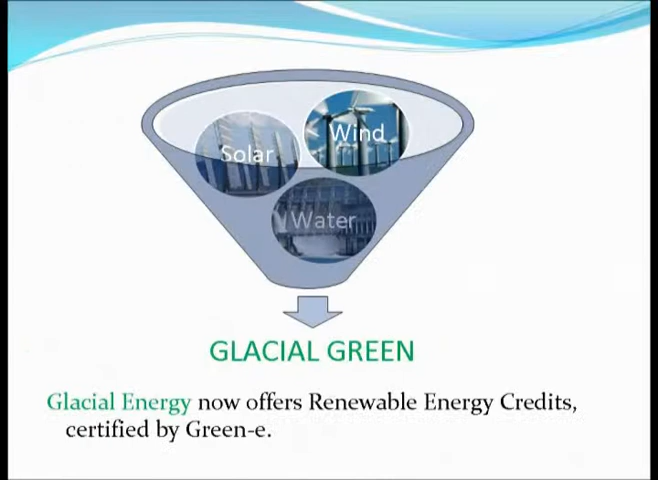 Wind
Solar
Water
GLACIAL GREEN
Glacial Energy now offers Renewable Energy Credits,
certified by Green-e.